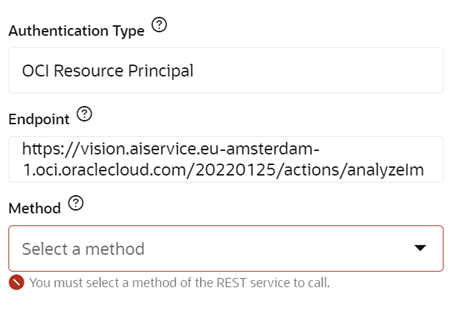 Authentication Type
OCI Resource Principal
Endpoint
https://vision.aiservice.eu-amsterdam-
1.oci.oraclecloud.com/20220125/actions/analyzeIm
Method
Select a method
You must select a method of the REST service to call.